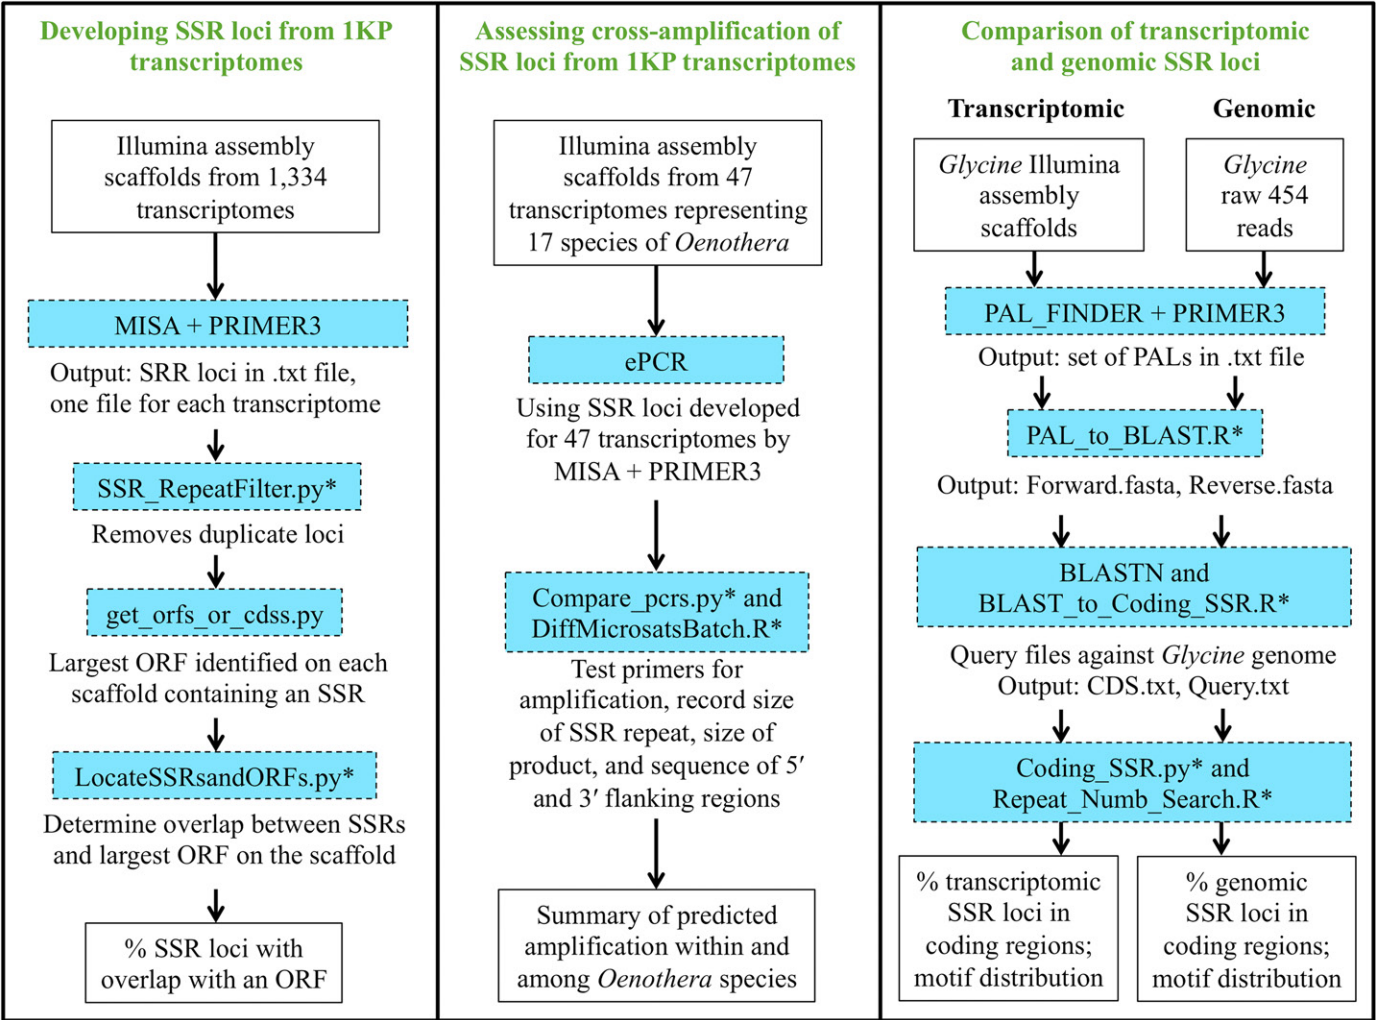 Developing SSR loci from 1KP
transcriptomes
Illumina assembly
scaffolds from 1,334
transcriptomes
MISA + PRIMER3
Output: SRR loci in .txt file,
one file for each transcriptome
SSR_RepeatFilter.py*
Removes duplicate loci
get_orfs_or_cdss.py
Largest ORF identified on each
scaffold containing an SSR
LocateSSRsandORFs.py*
Determine overlap between SSRs
and largest ORF on the scaffold
% SSR loci with
overlap with an ORF
Assessing cross-amplification of
SSR loci from 1KP transcriptomes
Illumina assembly
scaffolds from 47
transcriptomes representing
17 species of Oenothera
ePCR
Using SSR loci developed
for 47 transcriptomes by
MISA + PRIMER3
Compare_pcrs.py* and
DiffMicrosatsBatch.R*
Test primers for
amplification, record size
of SSR repeat, size of
product, and sequence of 5′
and 3′ flanking regions
Summary of predicted
amplification within and
among Oenothera species
Comparison of transcriptomic
and genomic SSR loci
Transcriptomic
Genomic
Glycine Illumina
assembly
scaffolds
Glycine
raw 454
reads
PAL_FINDER + PRIMER3
Output: set of PALs in .txt file
PAL_to_BLAST.R*
Output: Forward.fasta, Reverse.fasta
BLASTN and
BLAST_to_Coding_SSR.R*
Query files against Glycine genome
Output: CDS.txt, Query.txt
Coding_SSR.py* and
Repeat_Numb_Search.R*
% transcriptomic
SSR loci in
coding regions;
motif distribution
% genomic
SSR loci in
coding regions;
motif distribution